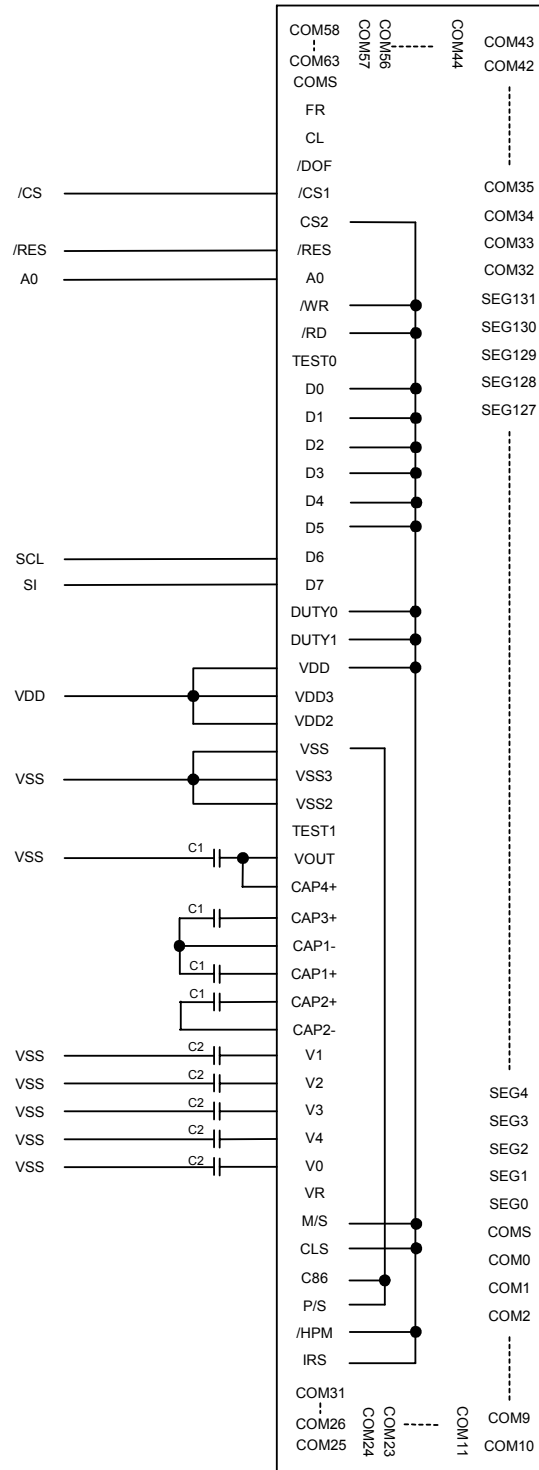 COM58
COM63
COMS
FR
CL
/DOF
/CS1
CS2
/RES
A0
/WR
/RD
TEST0
D0
D1
D2
D3
D4
D5
D6
D7
DUTY0
DUTY1
VDD
VDD3
VDD2
VSS
VSS3
VSS2
TEST1
VOUT
CAP4+
CAP3+
CAP1-
CAP1+
CAP2+
CAP2-
V1
V2
V3
V4
V0
VR
M/S
CLS
C86
P/S
/HPM
IRS
COM31
COM26
COM25
COM57
COM56
COM44
COM43
COM42
COM35
COM34
COM33
COM32
SEG131
SEG130
SEG129
SEG128
SEG127
SEG4
SEG3
SEG2
SEG1
SEG0
COMS
COM0
COM1
COM2
COM9
COM10
COM24
COM23
COM11
/CS
/RES
A0
SCL
SI
VDD
VSS
VSS
C1
C1
C1
C1
VSS
C2
VSS
C2
VSS
C2
VSS
C2
VSS
C2